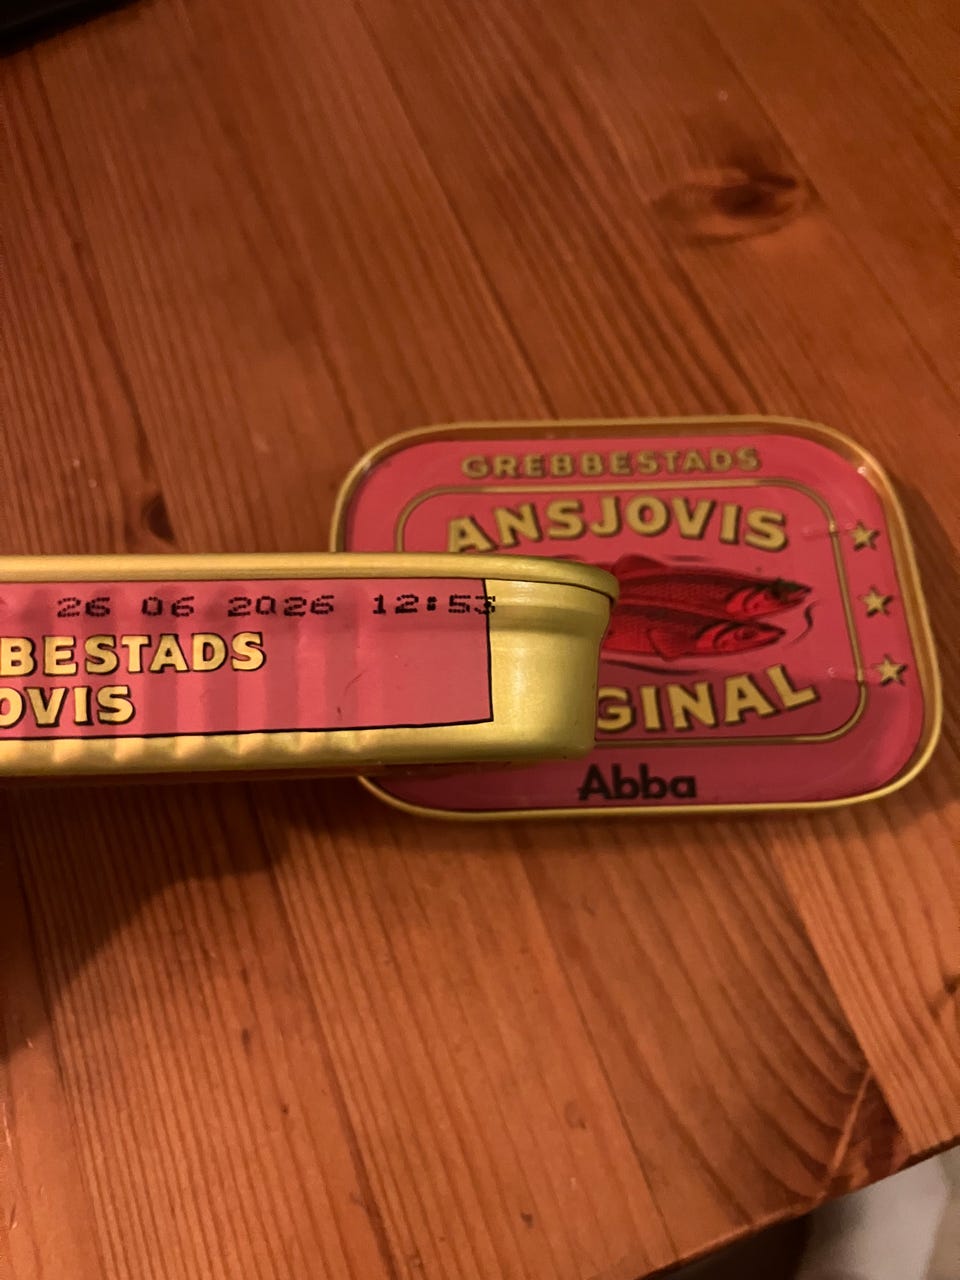 26 06 2026 12:53
BESTADS
OVIS
GREBBESTADS
ANSJOVIS
GINAL
Abba